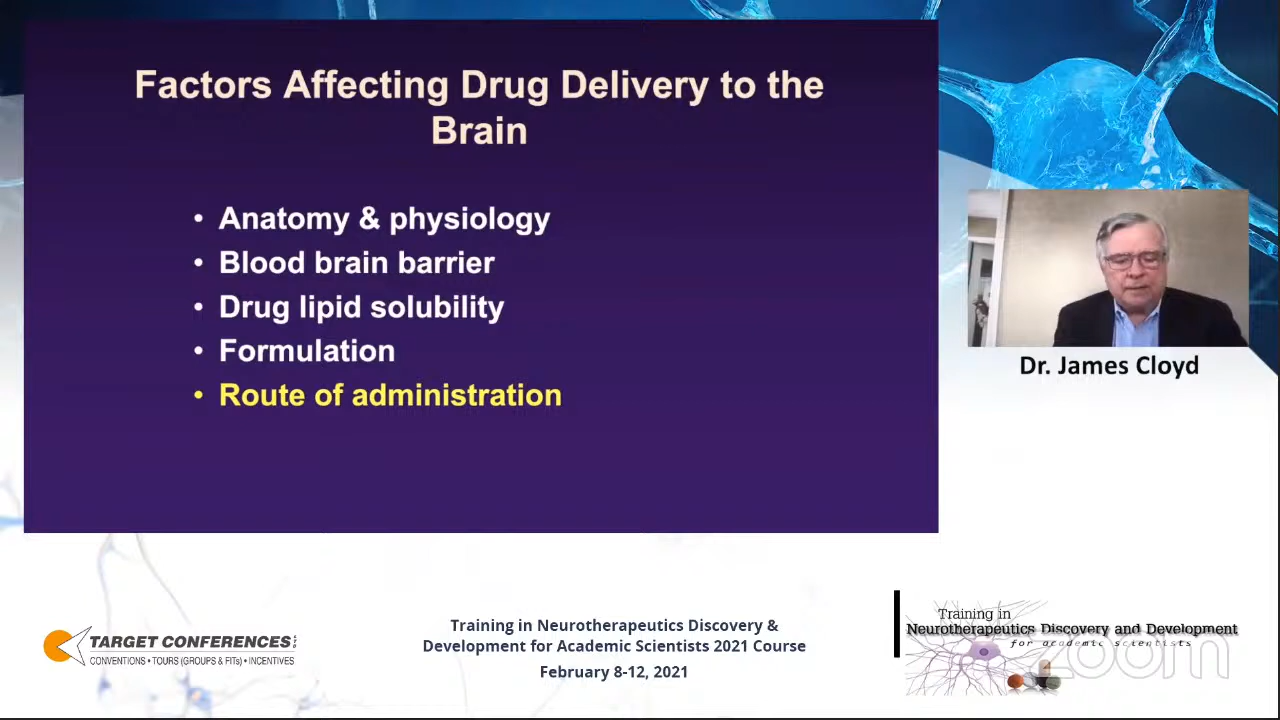 Factors Affecting Drug Delivery to the
Brain
• Anatomy & physiology
• Blood brain barrier
• Drug lipid solubility
• Formulation
• Route of administration
Dr. James Cloyd
TARGET CONFERENCES
CONVENTIONS • TOURS (GROUPS & FITs) • INCENTIVES
Training in Neurotherapeutics Discovery &
Development for Academic Scientists 2021 Course
February 8-12, 2021
Training in
Neurotherapeutics Discovery and Development
for academic scientists
zoom